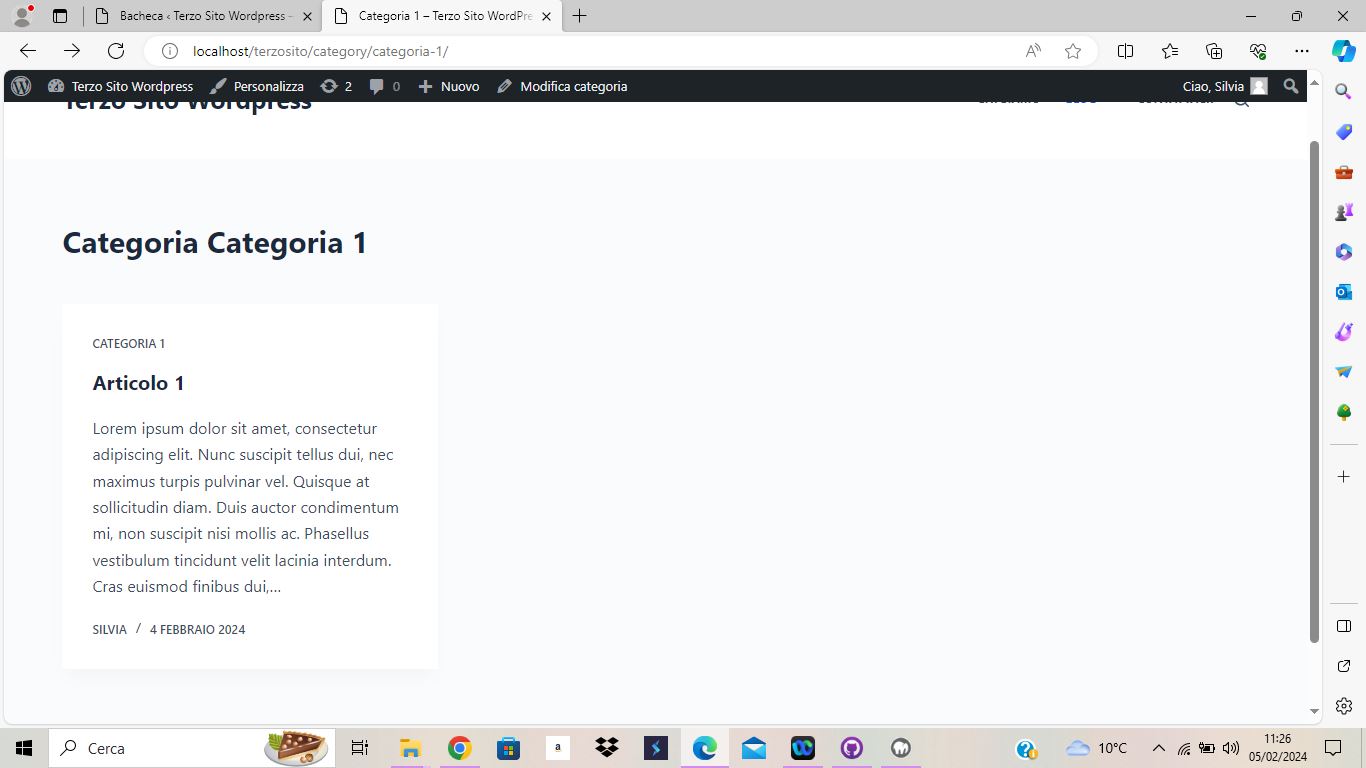 Bacheca ‹ Terzo Sito Wordpress –
Categoria 1 – Terzo Sito WordPre
localhost/terzosito/category/categoria-1/
Terzo Sito Wordpress
2
0
Nuovo
Personalizza
Modifica categoria
Ciao, Silvia
Terzo Sito Wordpress
Categoria Categoria 1
CATEGORIA 1
Articolo 1
Lorem ipsum dolor sit amet, consectetur
adipiscing elit. Nunc suscipit tellus dui, nec
maximus turpis pulvinar vel. Quisque at
sollicitudin diam. Duis auctor condimentum
mi, non suscipit nisi mollis ac. Phasellus
vestibulum tincidunt velit lacinia interdum.
Cras euismod finibus dui,...
SILVIA / 4 FEBBRAIO 2024
Cerca
a
10°C
11:26
05/02/2024